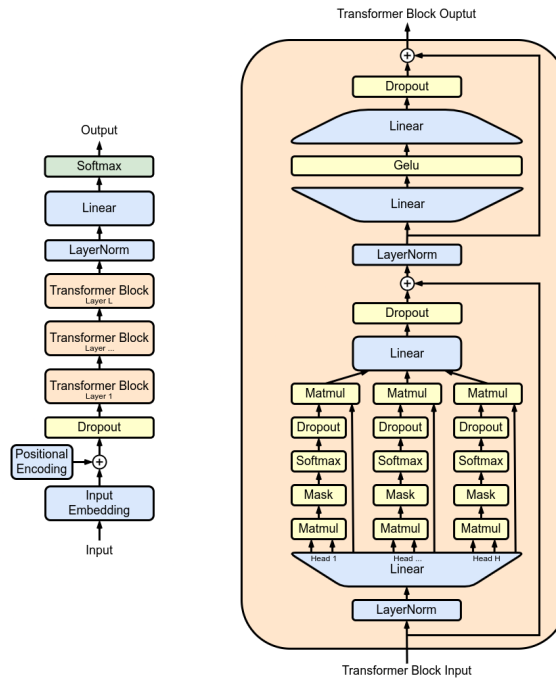 Output
Softmax
Linear
LayerNorm
Transformer Block
Layer L
Transformer Block
Layer ...
Transformer Block
Layer 1
Dropout
Positional
Encoding
+
Input
Embedding
Input
Transformer Block Ouptut
+
Dropout
Linear
Gelu
Linear
LayerNorm
+
Dropout
Linear
Matmul Matmul Matmul
Dropout Dropout Dropout
Softmax Softmax Softmax
Mask Mask Mask
Matmul Matmul Matmul
Head 1 Head ... Head H
Linear
LayerNorm
Transformer Block Input